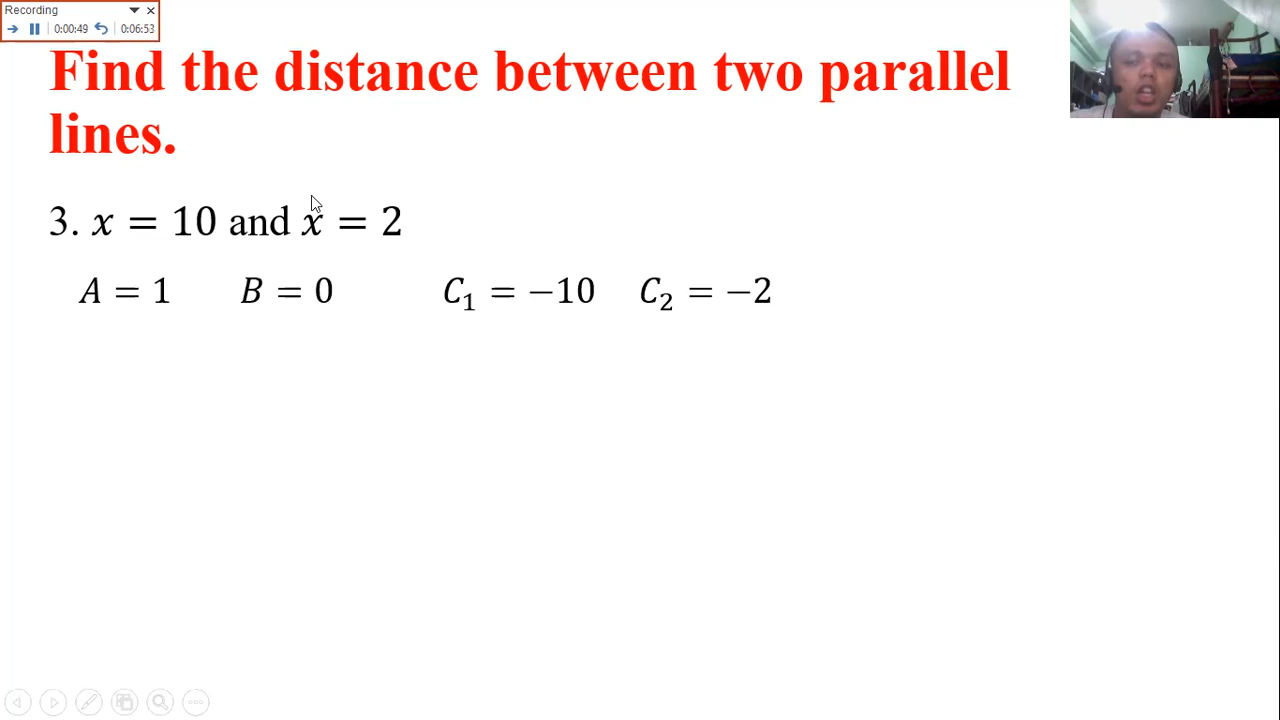 Recording
0:00:49 0:06:53
Find the distance between two parallel
lines.
3. x = 10 and x = 2
A = 1 B = 0 C₁ = −10 C₂ = −2